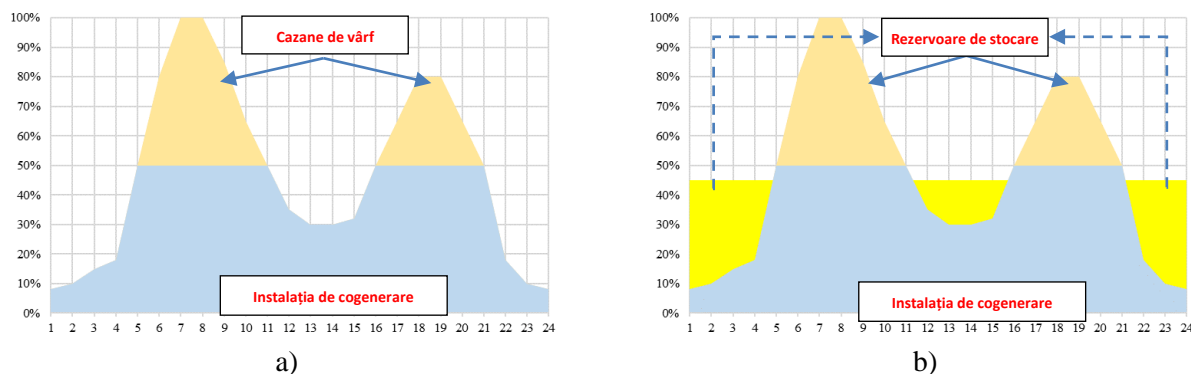 100%
90%
80%
70%
60%
50%
40%
30%
20%
10%
0%
Cazane de vârf
Instalația de cogenerare
1 2 3 4 5 6 7 8 9 10 11 12 13 14 15 16 17 18 19 20 21 22 23 24
a)
100%
90%
80%
70%
60%
50%
40%
30%
20%
10%
0%
Rezervoare de stocare
Instalația de cogenerare
1 2 3 4 5 6 7 8 9 10 11 12 13 14 15 16 17 18 19 20 21 22 23 24
b)